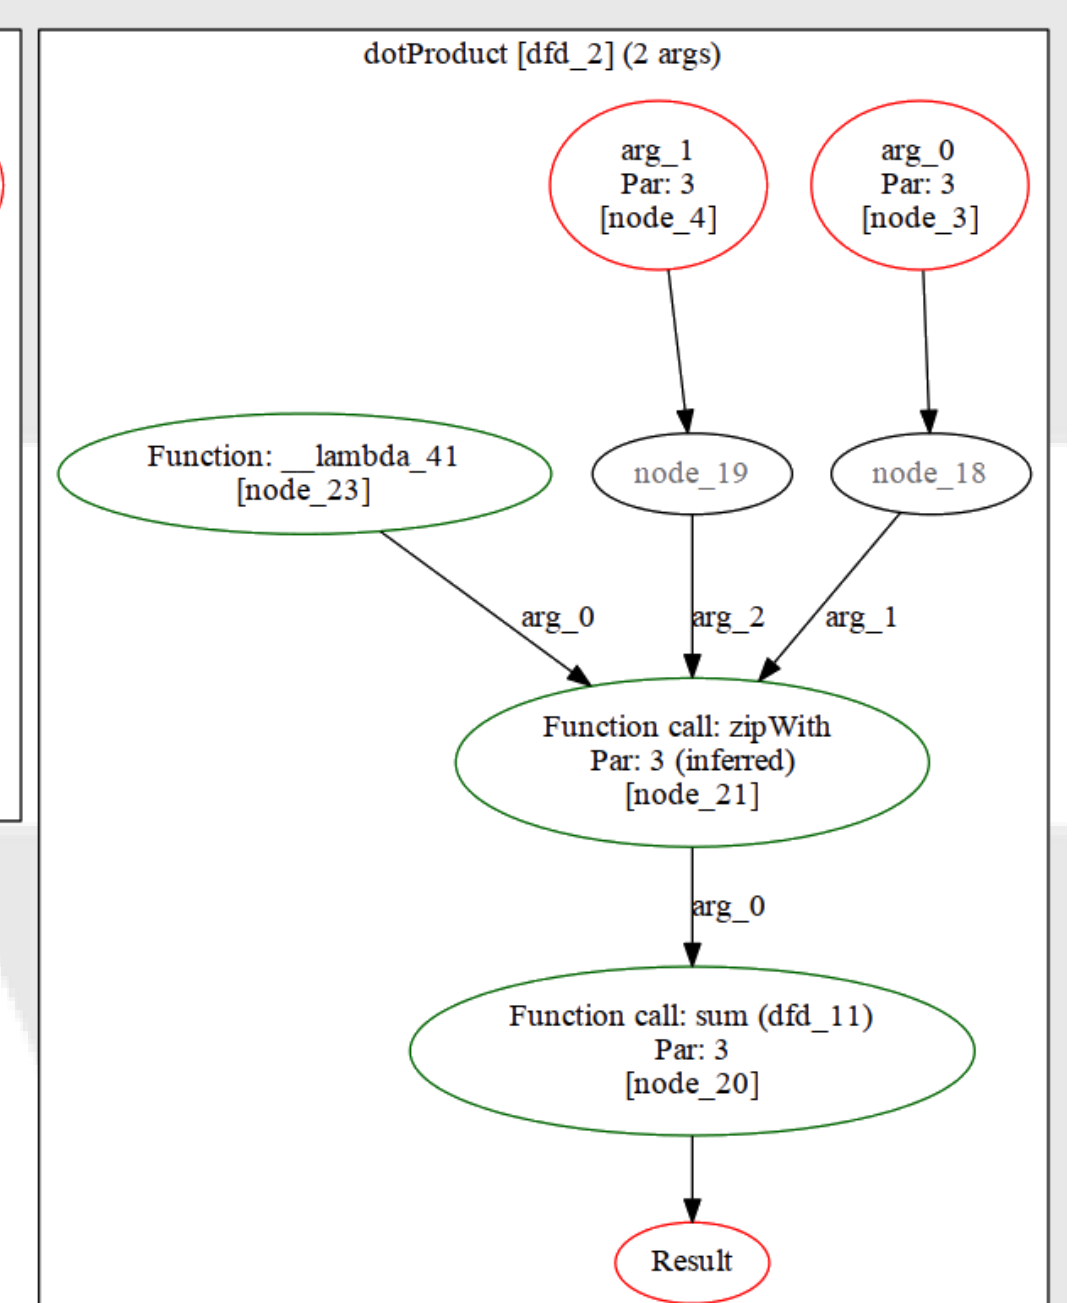 dotProduct [dfd_2] (2 args)
arg_1
Par: 3
[node_4]
arg_0
Par: 3
[node_3]
Function: __lambda_41
[node_23]
node_19
node_18
arg_0
arg_2
arg_1
Function call: zipWith
Par: 3 (inferred)
[node_21]
arg_0
Function call: sum (dfd_11)
Par: 3
[node_20]
Result